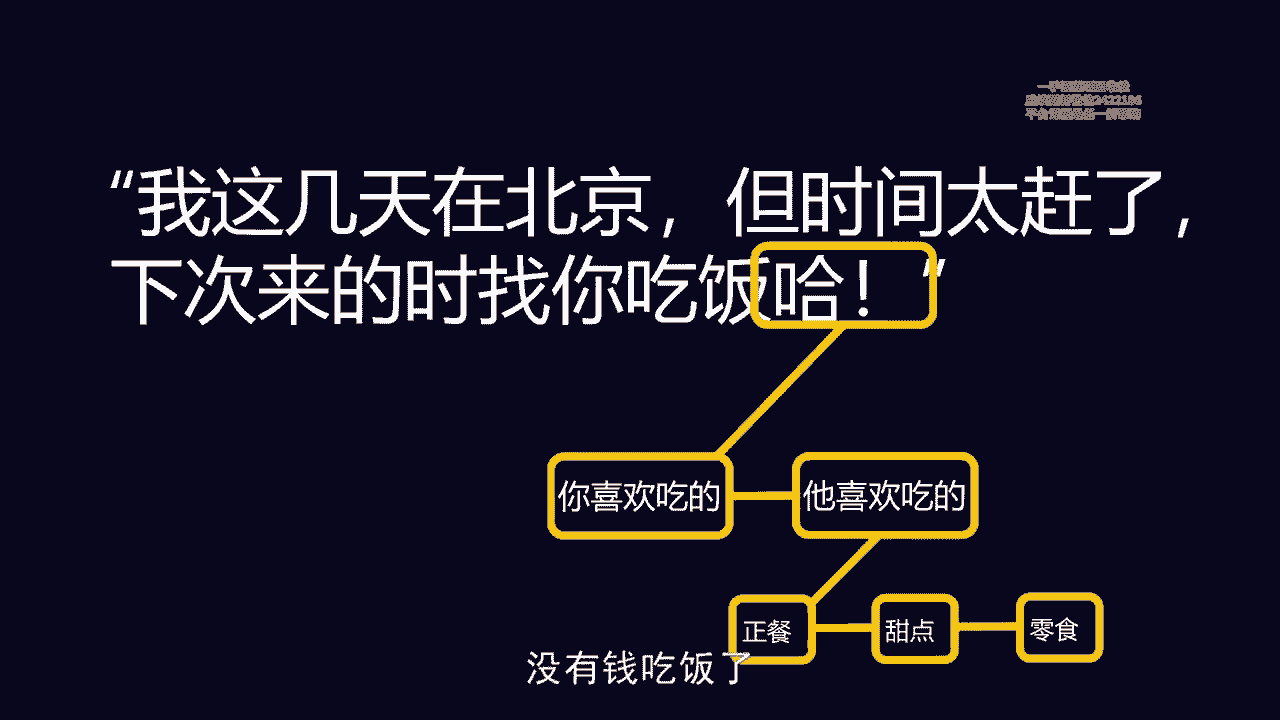 “我这几天在北京，但时间太赶了，
下次来的时找你吃饭哈！”
你喜欢吃的 他喜欢吃的
正餐 甜点 零食
没有钱吃饭了